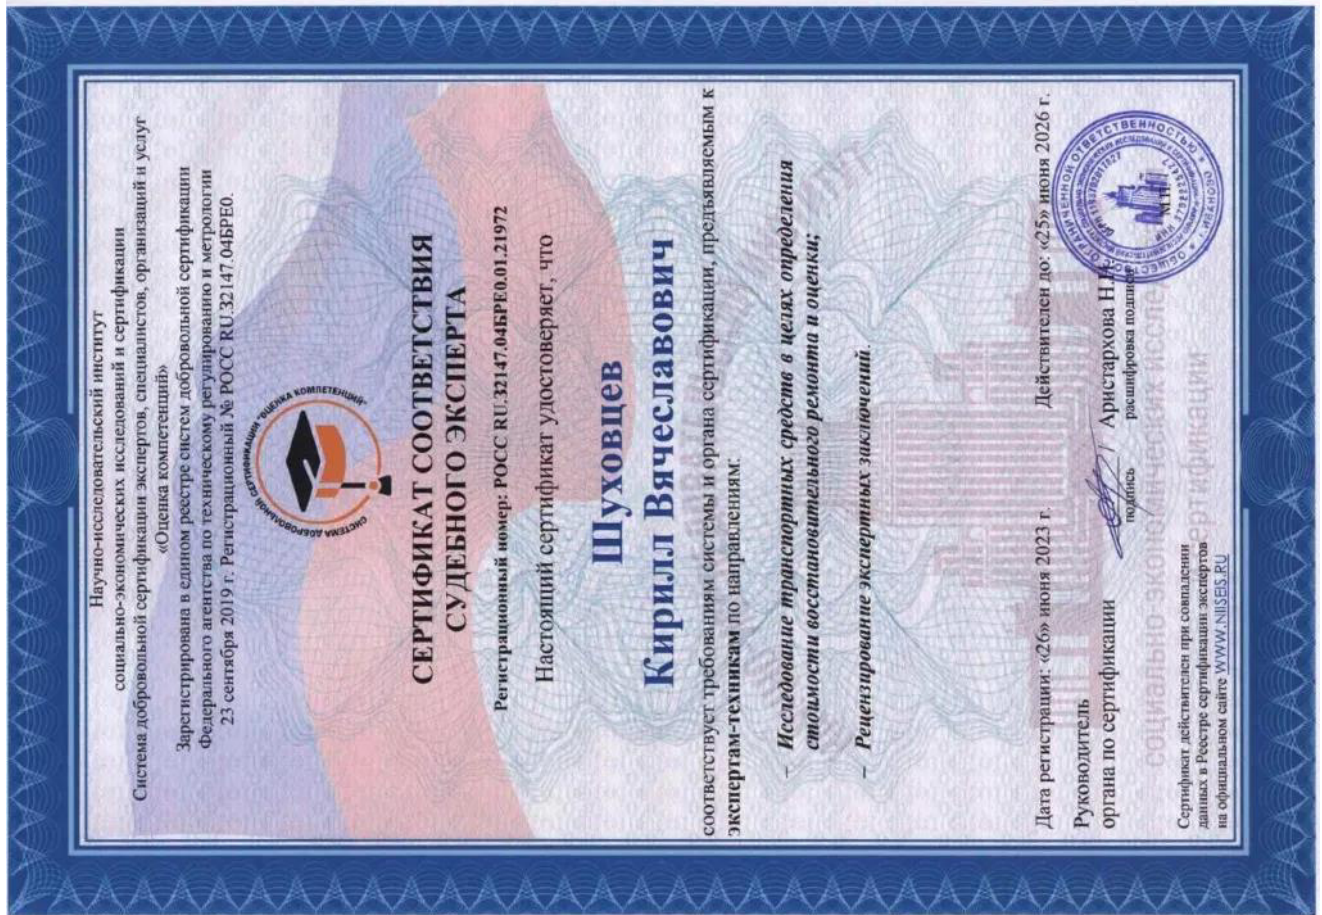 Научно-исследовательский институт
социально-экономических исследований и сертификации
Система добровольной сертификации экспертов, специалистов, организаций и услуг
«Оценка компетенций»
Зарегистрирована в едином реестре систем добровольной сертификации
Федерального агентства по техническому регулированию и метрологии
23 сентября 2019 г. Регистрационный № РОСС RU.32147.04БРЕ0.
СИСТЕМА ДОБРОВОЛЬНОЙ СЕРТИФИКАЦИИ "ОЦЕНКА КОМПЕТЕНЦИЙ"
СЕРТИФИКАТ СООТВЕТСТВИЯ
СУДЕБНОГО ЭКСПЕРТА
Регистрационный номер: РОСС RU.32147.04БРЕ0.01.21972
Настоящий сертификат удостоверяет, что
Шуховцев
Кирилл Вячеславович
соответствует требованиям системы и органа сертификации, предъявляемым к
экспертам-техникам по направлениям:
– Исследование транспортных средств в целях определения
стоимости восстановительного ремонта и оценки;
– Рецензирование экспертных заключений.
Дата регистрации: «26» июня 2023 г. Действителен до: «25» июня 2026 г.
Руководитель
органа по сертификации / Аристархова Н.Н.
подпись расшифровка подписи
М.П.
Сертификат действителен при совпадении
данных в Реестре сертификации экспертов
на официальном сайте WWW.NIISEIS.RU